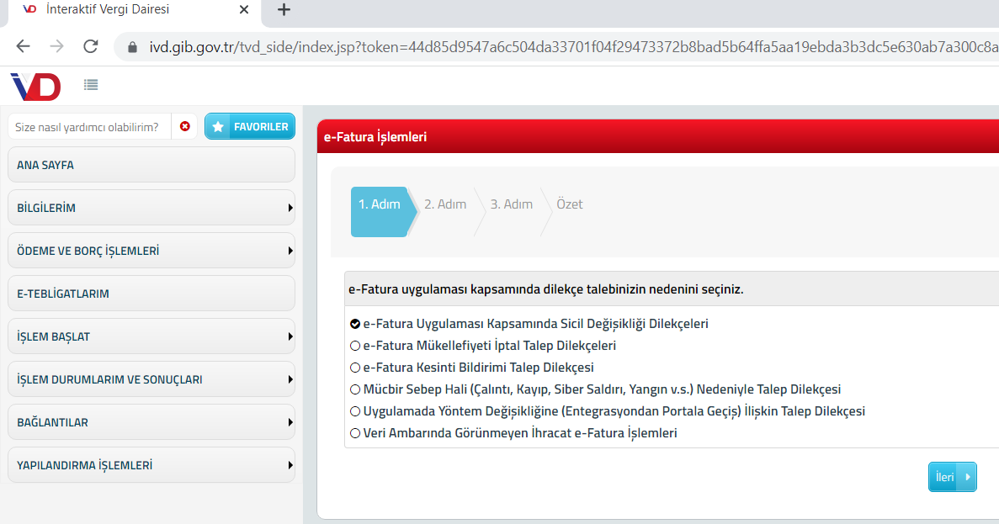 İnteraktif Vergi Dairesi
ivd.gib.gov.tr/tvd_side/index.jsp?token=44d85d9547a6c504da33701f04f29473372b8bad5b64ffa5aa19ebda3b3dc5e630ab7a300c8a
Size nasıl yardımcı olabilirim?
FAVORILER
ANA SAYFA
BİLGİLERİM
ÖDEME VE BORÇ İŞLEMLERİ
E-TEBLİGATLARIM
İŞLEM BAŞLAT
İŞLEM DURUMLARIM VE SONUÇLARI
BAĞLANTILAR
YAPILANDIRMA İŞLEMLERİ
e-Fatura İşlemleri
1. Adım 2. Adım 3. Adım Özet
e-Fatura uygulaması kapsamında dilekçe talebinizin nedenini seçiniz.
e-Fatura Uygulaması Kapsamında Sicil Değişikliği Dilekçeleri
e-Fatura Mükellefiyeti İptal Talep Dilekçeleri
e-Fatura Kesinti Bildirimi Talep Dilekçesi
Mücbir Sebep Hali (Çalıntı, Kayıp, Siber Saldırı, Yangın v.s.) Nedeniyle Talep Dilekçesi
Uygulamada Yöntem Değişikliğine (Entegrasyondan Portala Geçiş) İlişkin Talep Dilekçesi
Veri Ambarında Görünmeyen İhracat e-Fatura İşlemleri
İleri